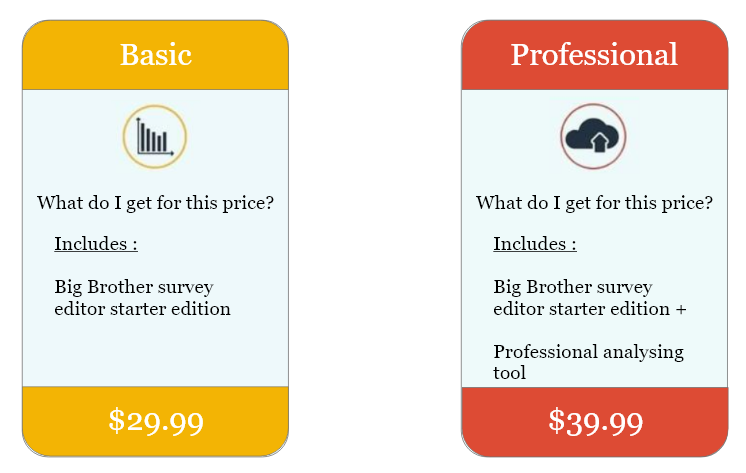 Basic
What do I get for this price?
Includes :
Big Brother survey
editor starter edition
$29.99
Professional
What do I get for this price?
Includes :
Big Brother survey
editor starter edition +
Professional analysing
tool
$39.99